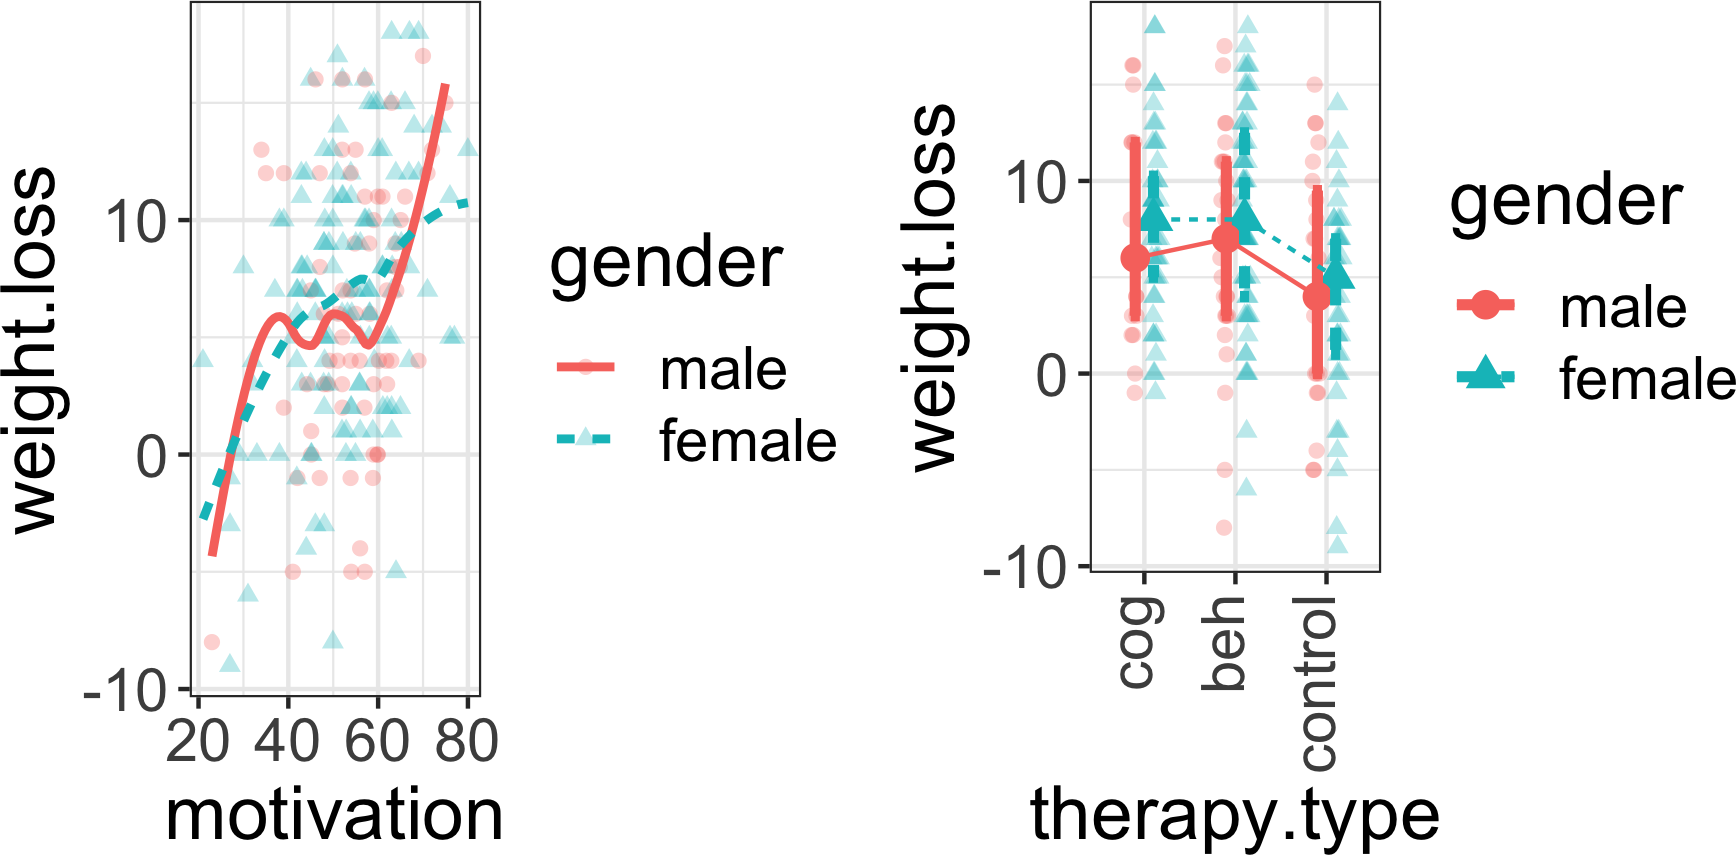 weight.loss
10
0
-10
20 40 60 80
motivation
gender
male
female
weight.loss
10
0
-10
cog
beh
control
therapy.type
gender
male
female